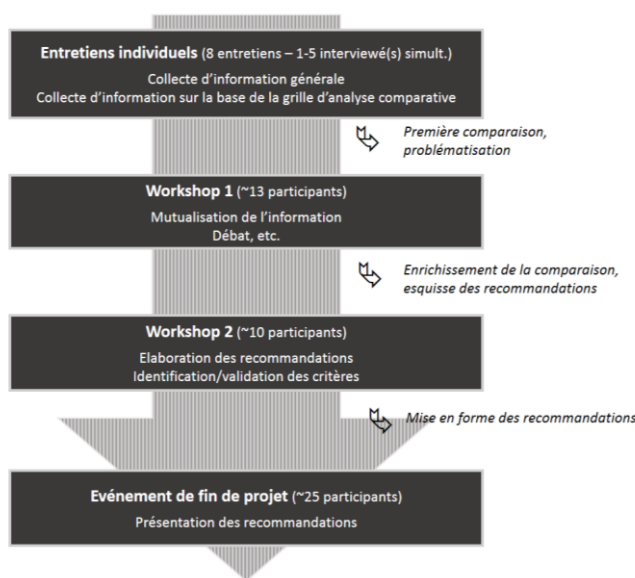 Entretiens individuels (8 entretiens – 1-5 interviewé(s) simult.)
Collecte d'information générale
Collecte d'information sur la base de la grille d'analyse comparative
Première comparaison,
problématisation
Workshop 1 (~13 participants)
Mutualisation de l'information
Débat, etc.
Enrichissement de la comparaison,
esquisse des recommandations
Workshop 2 (~10 participants)
Elaboration des recommandations
Identification/validation des critères
Mise en forme des recommandations
Evénement de fin de projet (~25 participants)
Présentation des recommandations